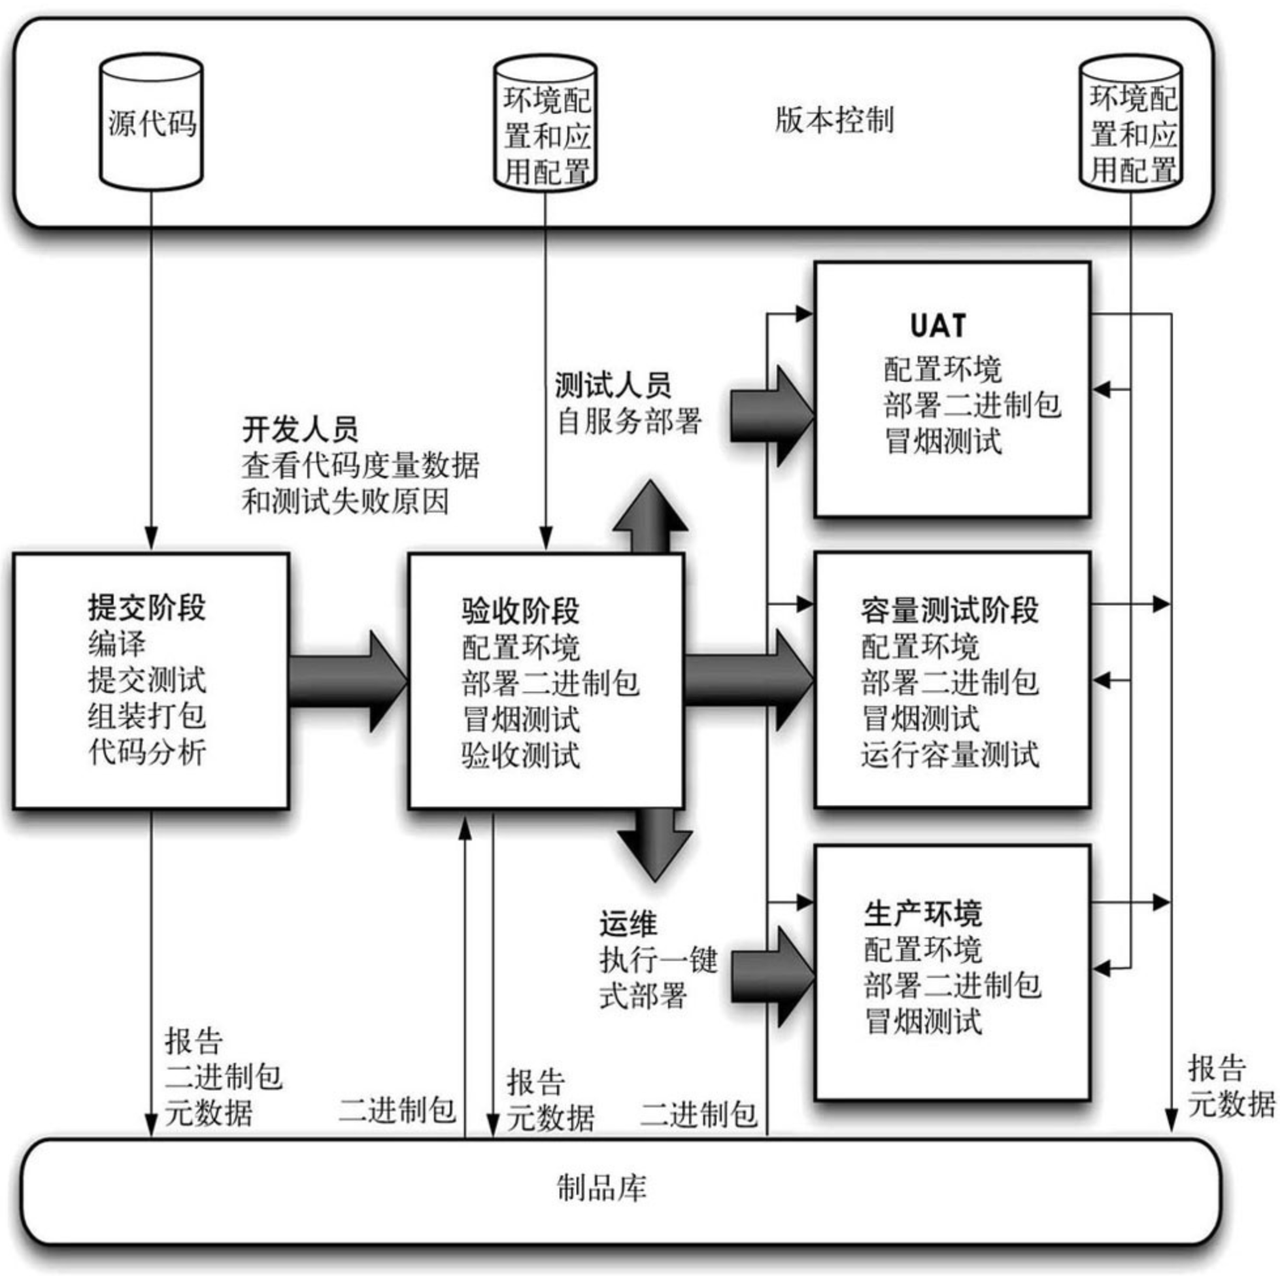 源代码
环境配
置和应
用配置
版本控制
环境配
置和应
用配置
开发人员
查看代码度量数据
和测试失败原因
测试人员
自服务部署
UAT
配置环境
部署二进制包
冒烟测试
提交阶段
编译
提交测试
组装打包
代码分析
验收阶段
配置环境
部署二进制包
冒烟测试
验收测试
容量测试阶段
配置环境
部署二进制包
冒烟测试
运行容量测试
运维
执行一键
式部署
生产环境
配置环境
部署二进制包
冒烟测试
报告
二进制包
元数据
二进制包
报告
元数据
二进制包
报告
元数据
制品库